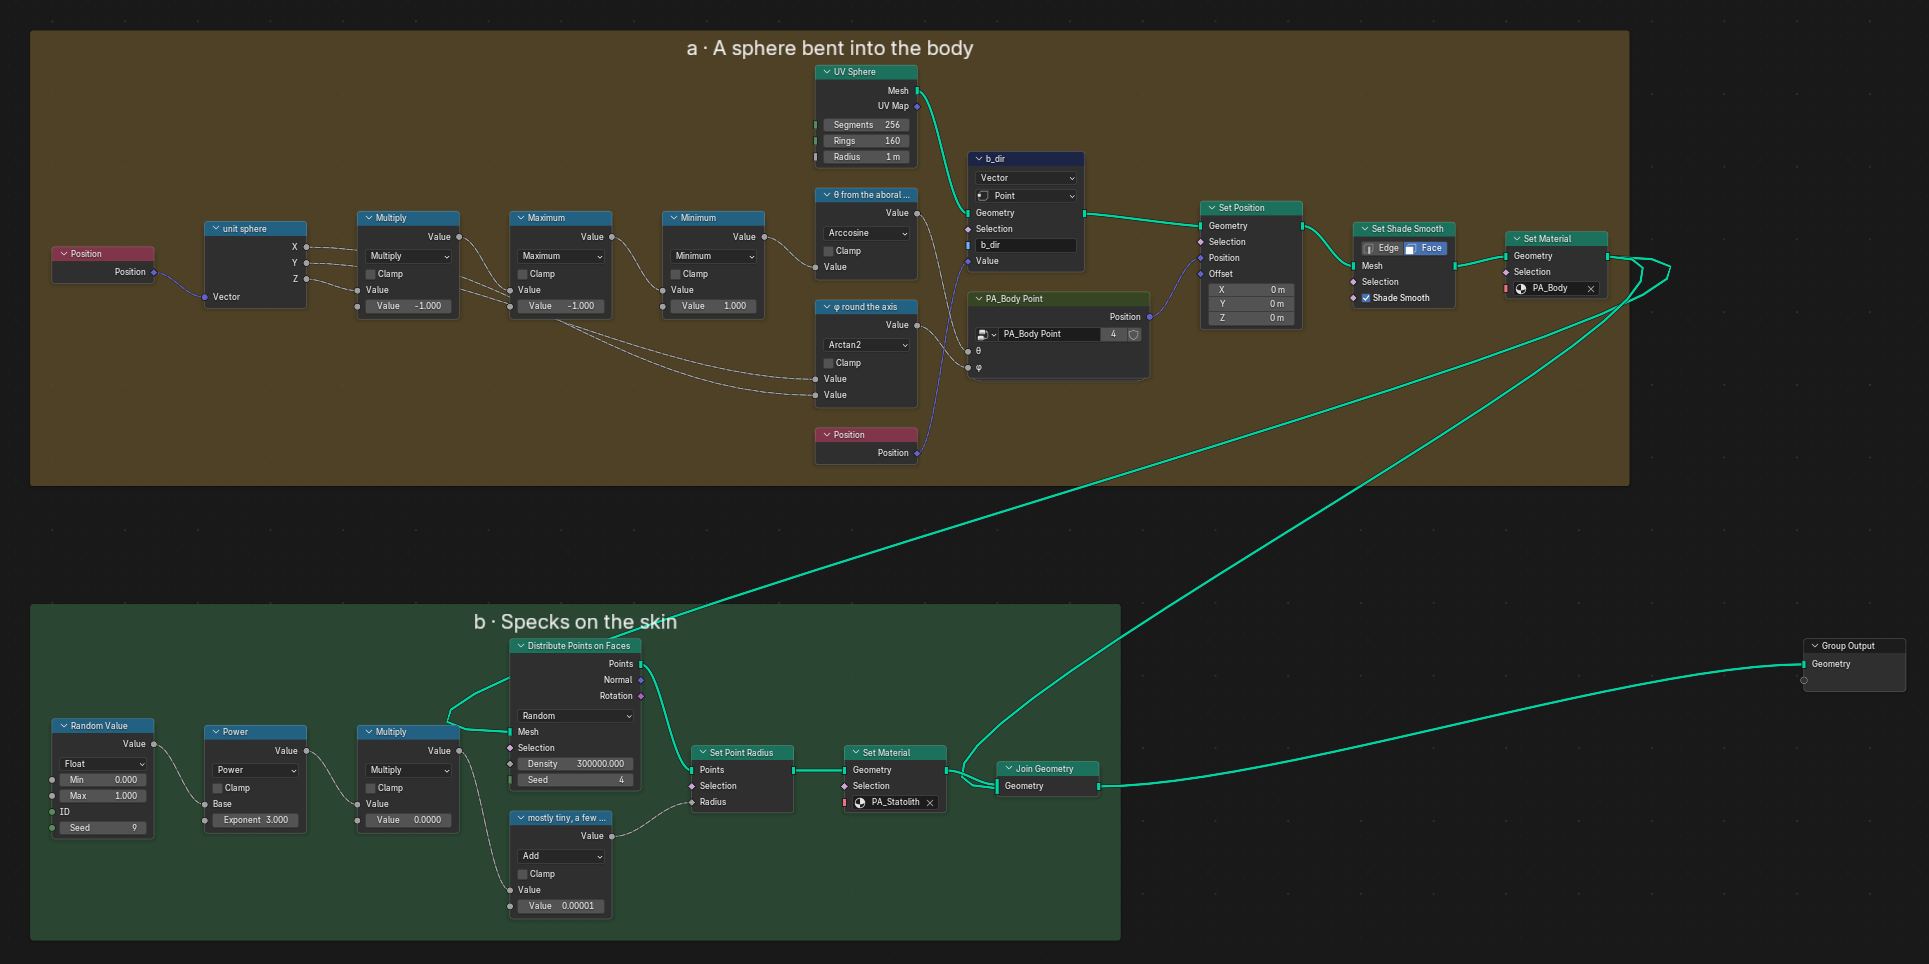 a · A sphere bent into the body
UV Sphere
Mesh
UV Map
Segments 256
Rings 160
Radius 1 m
Position
Position
unit sphere
X
Y
Z
Vector
Multiply
Value
Multiply
Clamp
Value
Value -1.000
Maximum
Value
Maximum
Clamp
Value
Value -1.000
Minimum
Value
Minimum
Clamp
Value
Value 1.000
θ from the aboral ...
Value
Arccosine
Clamp
Value
φ round the axis
Value
Arctan2
Clamp
Value
Value
Position
Position
b_dir
Vector
Point
Geometry
Selection
b_dir
Value
PA_Body Point
Position
PA_Body Point 4
θ
φ
Set Position
Geometry
Selection
Position
Offset
X 0 m
Y 0 m
Z 0 m
Set Shade Smooth
Edge Face
Mesh
Selection
Shade Smooth
Set Material
Geometry
Selection
PA_Body
b · Specks on the skin
Random Value
Value
Float
Min 0.000
Max 1.000
ID
Seed 9
Power
Value
Power
Clamp
Base
Exponent 3.000
Multiply
Value
Multiply
Clamp
Value
Value 0.0000
Distribute Points on Faces
Points
Normal
Rotation
Random
Mesh
Selection
Density 300000.000
Seed 4
mostly tiny, a few ...
Value
Add
Clamp
Value
Value 0.00001
Set Point Radius
Points
Selection
Radius
Set Material
Geometry
Selection
PA_Statolith
Join Geometry
Geometry
Group Output
Geometry